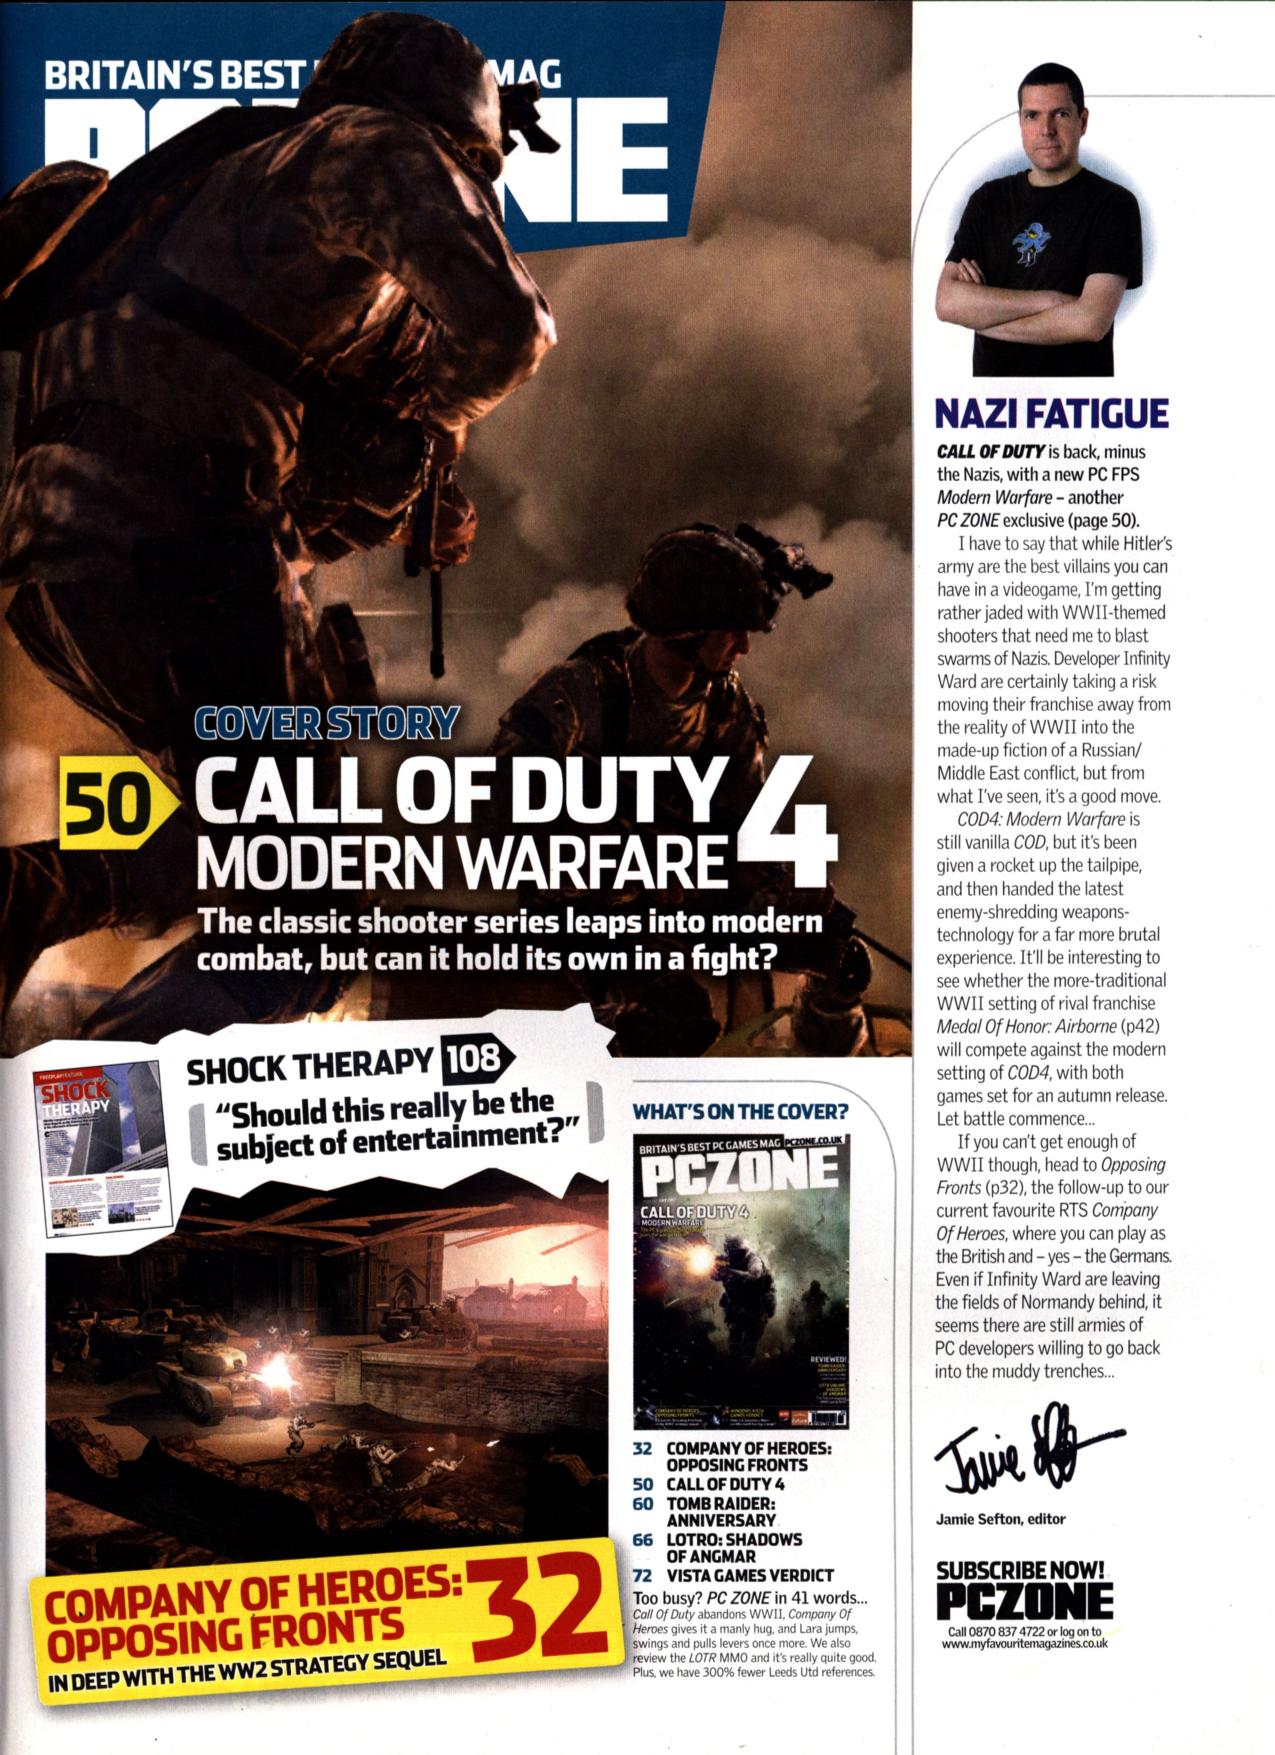 BRITAIN'S BEST MAG
NE
COVER STORY
50
CALL OF DUTY 4
MODERN WARFARE
The classic shooter series leaps into modern
combat, but can it hold its own in a fight?
SHOCK THERAPY 108
"Should this really be the
subject of entertainment?"
SHOCK
THERAPY
COMPANY OF HEROES: 32
OPPOSING FRONTS
IN DEEP WITH THE WW2 STRATEGY SEQUEL
WHAT'S ON THE COVER?
BRITAIN'S BEST PC GAMES MAG PCZONE.CO.UK
PCZONE
CALL OF DUTY 4
MODERN WARFARE
REVIEWED!
32 COMPANY OF HEROES:
OPPOSING FRONTS
50 CALL OF DUTY 4
60 TOMB RAIDER:
ANNIVERSARY
66 LOTRO: SHADOWS
OF ANGMAR
72 VISTA GAMES VERDICT
Too busy? PC ZONE in 41 words...
Call Of Duty abandons WWII, Company Of
Heroes gives it a manly hug, and Lara jumps,
swings and pulls levers once more. We also
review the LOTR MMO and it's really quite good.
Plus, we have 300% fewer Leeds Utd references.
NAZI FATIGUE
CALL OF DUTY is back, minus
the Nazis, with a new PC FPS
Modern Warfare – another
PC ZONE exclusive (page 50).
I have to say that while Hitler's
army are the best villains you can
have in a videogame, I'm getting
rather jaded with WWII-themed
shooters that need me to blast
swarms of Nazis. Developer Infinity
Ward are certainly taking a risk
moving their franchise away from
the reality of WWII into the
made-up fiction of a Russian/
Middle East conflict, but from
what I've seen, it's a good move.
COD4: Modern Warfare is
still vanilla COD, but it's been
given a rocket up the tailpipe,
and then handed the latest
enemy-shredding weapons-
technology for a far more brutal
experience. It'll be interesting to
see whether the more-traditional
WWII setting of rival franchise
Medal Of Honor: Airborne (p42)
will compete against the modern
setting of COD4, with both
games set for an autumn release.
Let battle commence...
If you can't get enough of
WWII though, head to Opposing
Fronts (p32), the follow-up to our
current favourite RTS Company
Of Heroes, where you can play as
the British and – yes – the Germans.
Even if Infinity Ward are leaving
the fields of Normandy behind, it
seems there are still armies of
PC developers willing to go back
into the muddy trenches...
Jamie
Jamie Sefton, editor
SUBSCRIBE NOW!
PCZONE
Call 0870 837 4722 or log on to
www.myfavouritemagazines.co.uk